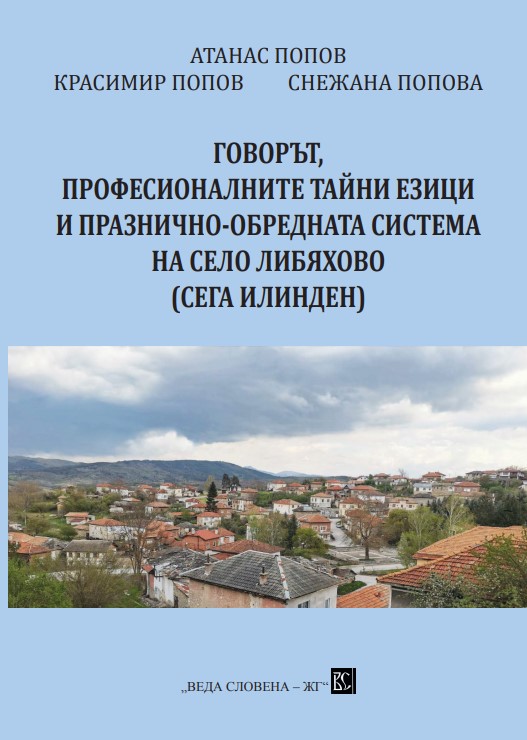 АТАНАС ПОПОВ
КРАСИМИР ПОПОВ СНЕЖАНА ПОПОВА
ГОВОРЪТ,
ПРОФЕСИОНАЛНИТЕ ТАЙНИ ЕЗИЦИ
И ПРАЗНИЧНО-ОБРЕДНАТА СИСТЕМА
НА СЕЛО ЛИБЯХОВО
(СЕГА ИЛИНДЕН)
„ВЕДА СЛОВЕНА – ЖГ“ ВС